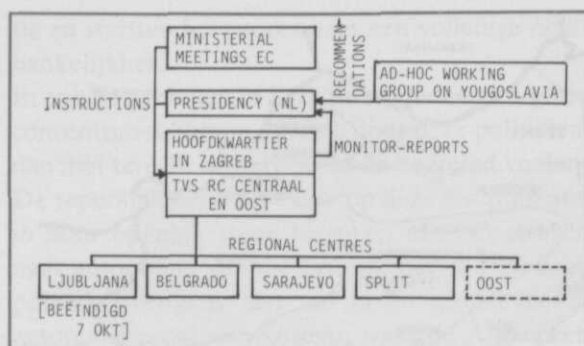 MINISTERIAL
MEETINGS EC
RECOMMEN-
DATIONS
AD-HOC WORKING
GROUP ON YOUGOSLAVIA
INSTRUCTIONS
PRESIDENCY (NL)
HOOFDKWARTIER
IN ZAGREB
MONITOR-REPORTS
TVS RC CENTRAAL
EN OOST
REGIONAL CENTRES
LJUBLJANA
BELGRADO
SARAJEVO
SPLIT
OOST
[BEËINDIGD
7 OKT]